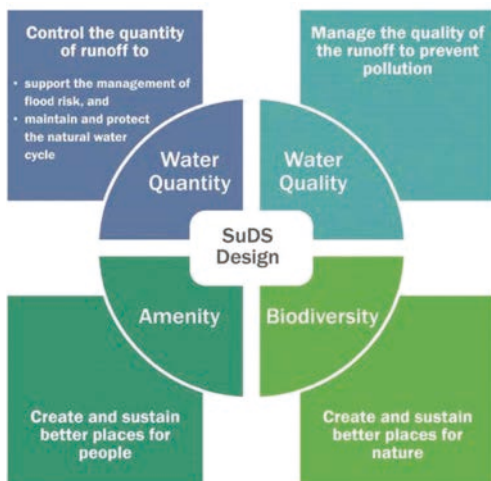 Control the quantity
of runoff to
• support the management of
flood risk, and
• maintain and protect
the natural water
cycle
Manage the quality of
the runoff to prevent
pollution
Water
Quantity
Water
Quality
SuDS
Design
Amenity
Biodiversity
Create and sustain
better places for
people
Create and sustain
better places for
nature